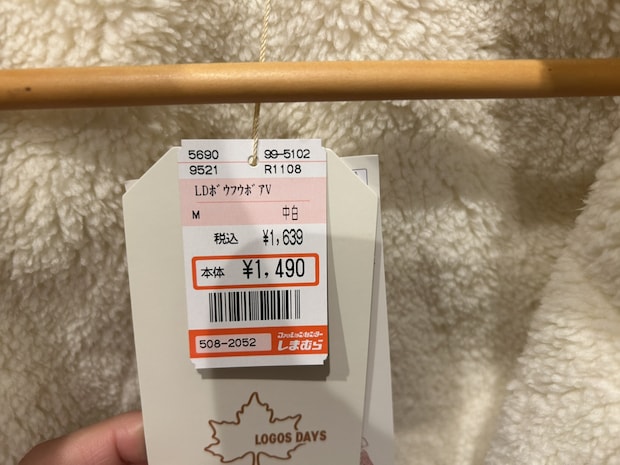 5690 99-5102
9521 R1108
LDボウフウボアV
M 中白
税込 ¥1,639
本体 ¥1,490
508-2052
ファッションセンター
しまむら
LOGOS DAYS